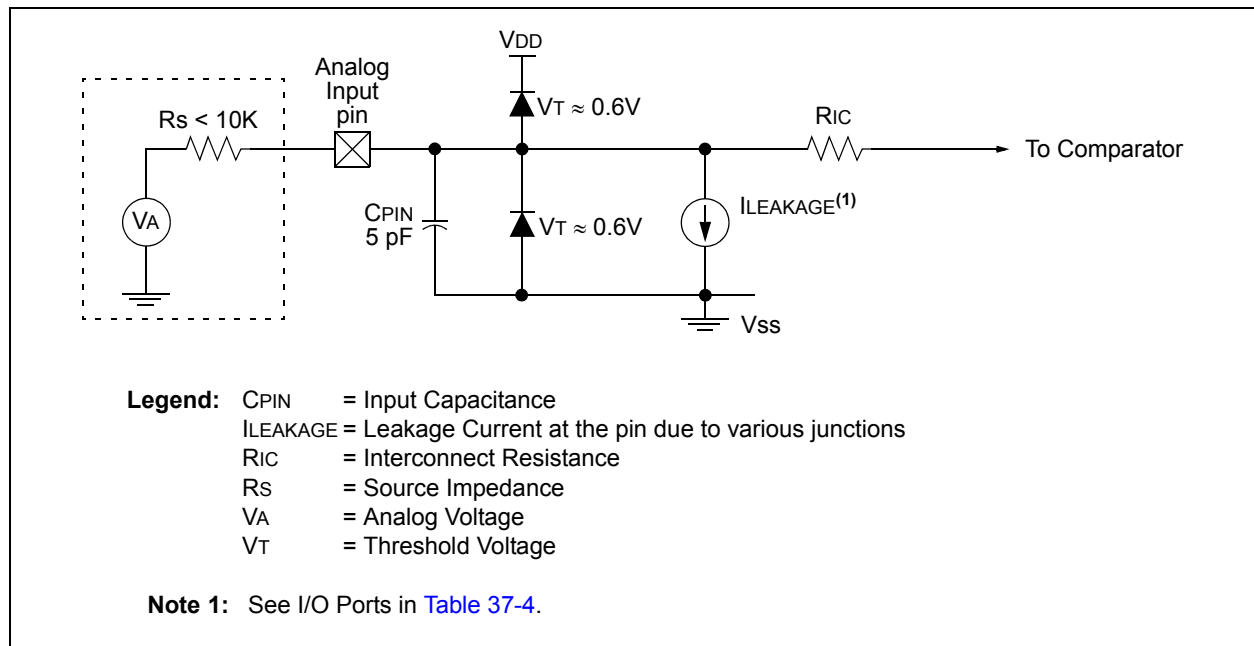 VDD
Analog
Input
pin
VT ≈ 0.6V
Rs < 10K
RIC
To Comparator
VA
CPIN
5 pF
VT ≈ 0.6V
ILEAKAGE(1)
Vss
Legend: CPIN = Input Capacitance
ILEAKAGE = Leakage Current at the pin due to various junctions
RIC = Interconnect Resistance
RS = Source Impedance
VA = Analog Voltage
VT = Threshold Voltage
Note 1: See I/O Ports in Table 37-4.